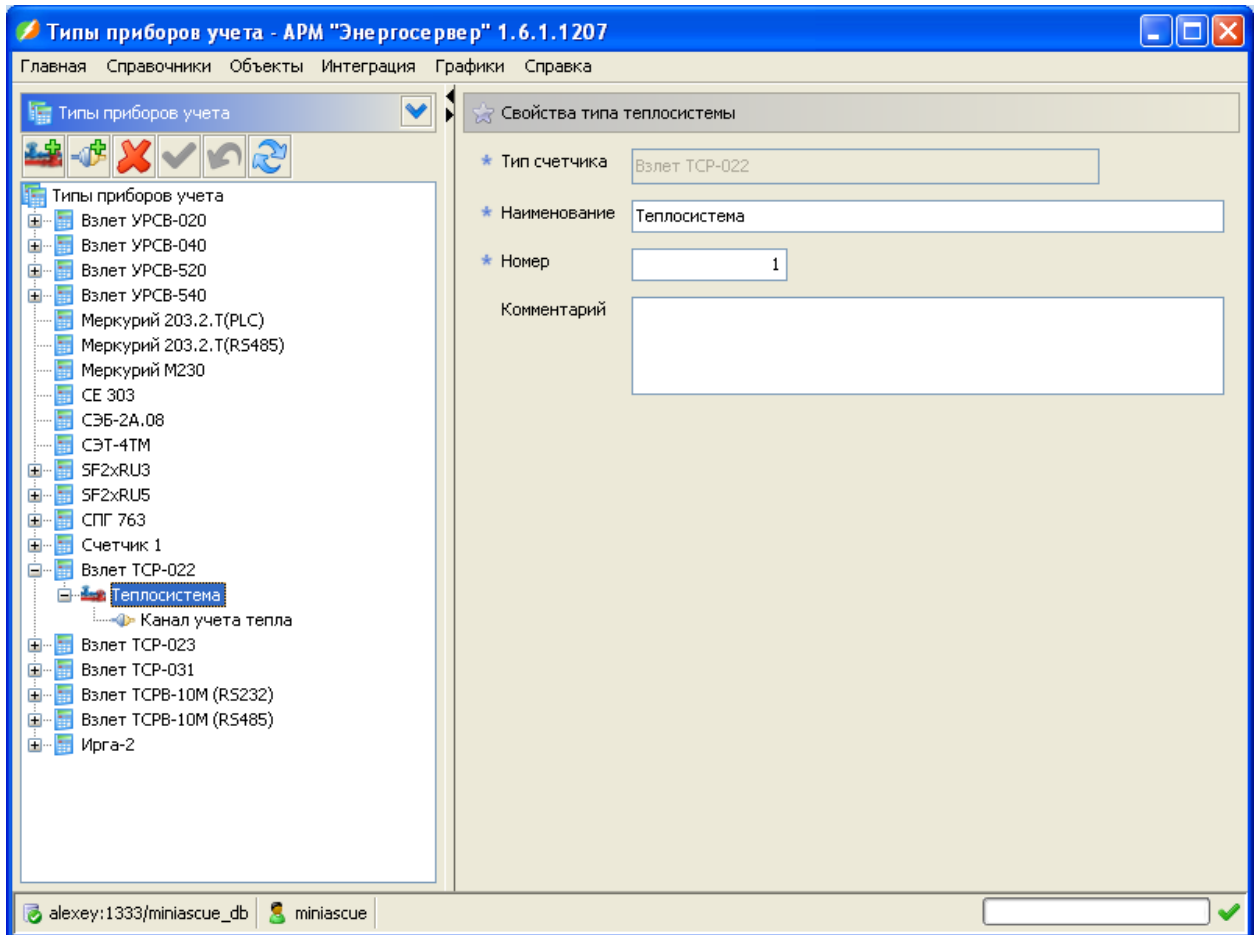 Типы приборов учета - АРМ "Энергосервер" 1.6.1.1207
Главная Справочники Объекты Интеграция Графики Справка
Типы приборов учета
Типы приборов учета
Взлет УРСВ-020
Взлет УРСВ-040
Взлет УРСВ-520
Взлет УРСВ-540
Меркурий 203.2.Т(PLC)
Меркурий 203.2.Т(RS485)
Меркурий М230
СЕ 303
СЭБ-2А.08
СЭТ-4ТМ
SF2xRU3
SF2xRU5
СПГ 763
Счетчик 1
Взлет ТСР-022
Теплосистема
Канал учета тепла
Взлет ТСР-023
Взлет ТСР-031
Взлет ТСРВ-10М (RS232)
Взлет ТСРВ-10М (RS485)
Ирга-2
Свойства типа теплосистемы
* Тип счетчика Взлет ТСР-022
* Наименование Теплосистема
* Номер 1
Комментарий
alexey:1333/miniascue_db miniascue